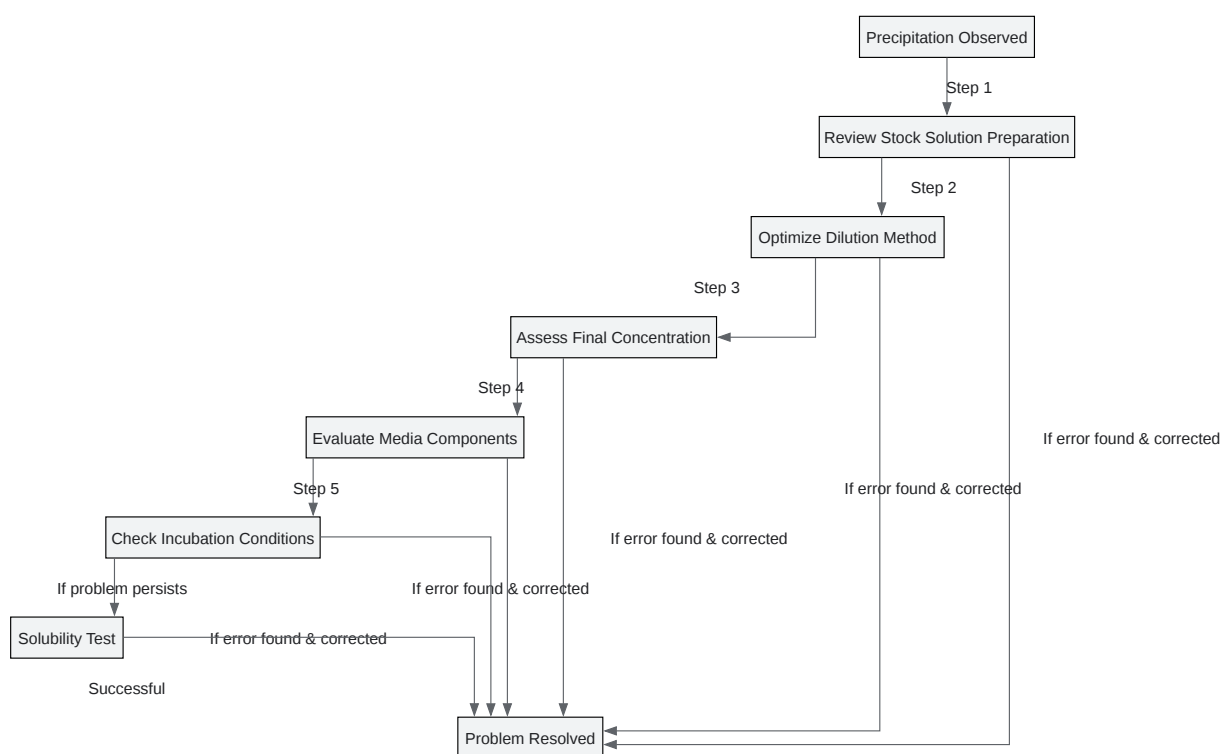 Precipitation Observed
Step 1
Review Stock Solution Preparation
Step 2
Optimize Dilution Method
Step 3
Assess Final Concentration
Step 4
Evaluate Media Components
If error found & corrected
Step 5
If error found & corrected
Check Incubation Conditions
If error found & corrected
If problem persists
If error found & corrected
Solubility Test
If error found & corrected
Successful
Problem Resolved